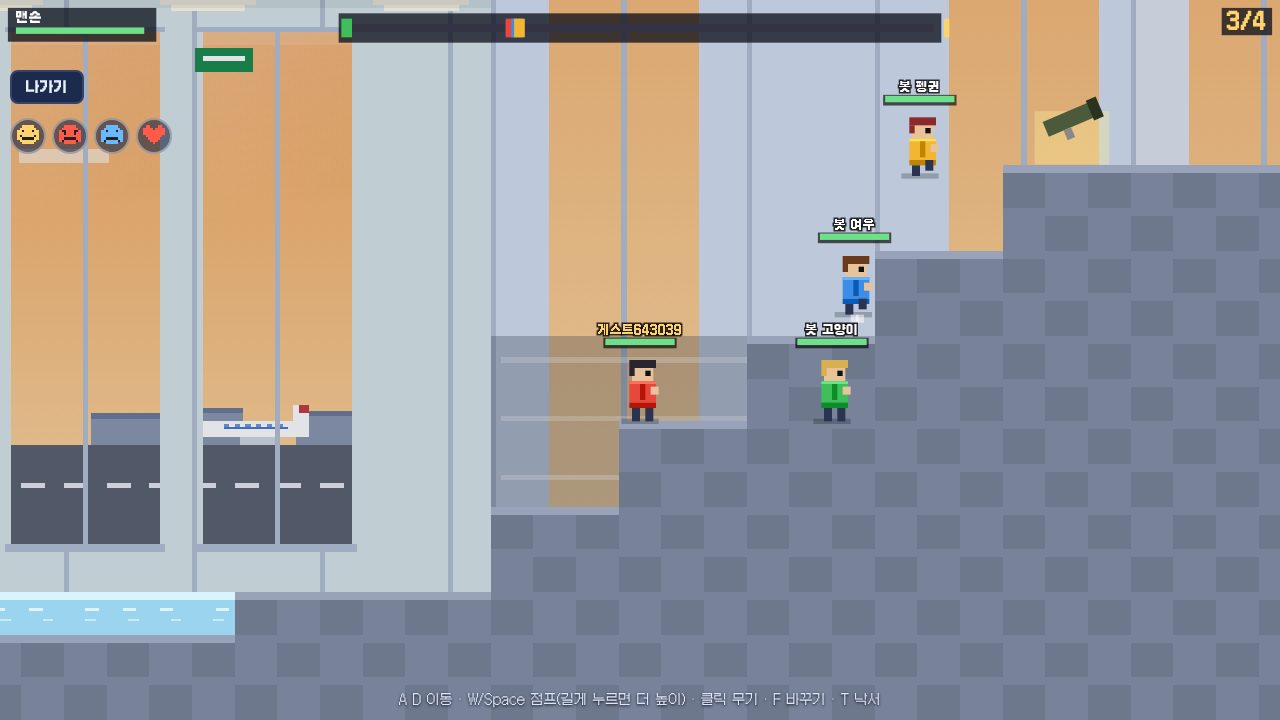 맨손
3/4
나가기
봇 펭귄
봇 여우
게스트643039
봇 고양이
A D 이동 · W/Space 점프(길게 누르면 더 높이) · 클릭 무기 · F 바꾸기 · T 낙서